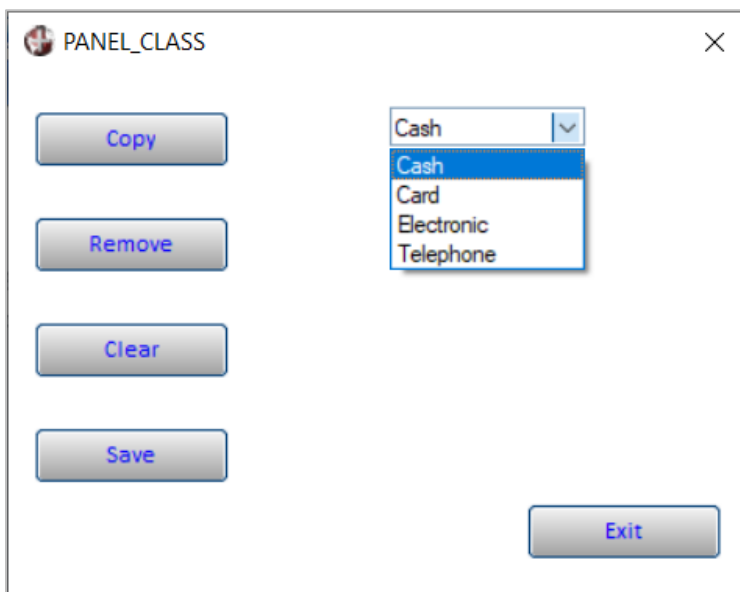 PANEL_CLASS
Copy
Cash
Cash
Card
Electronic
Telephone
Remove
Clear
Save
Exit